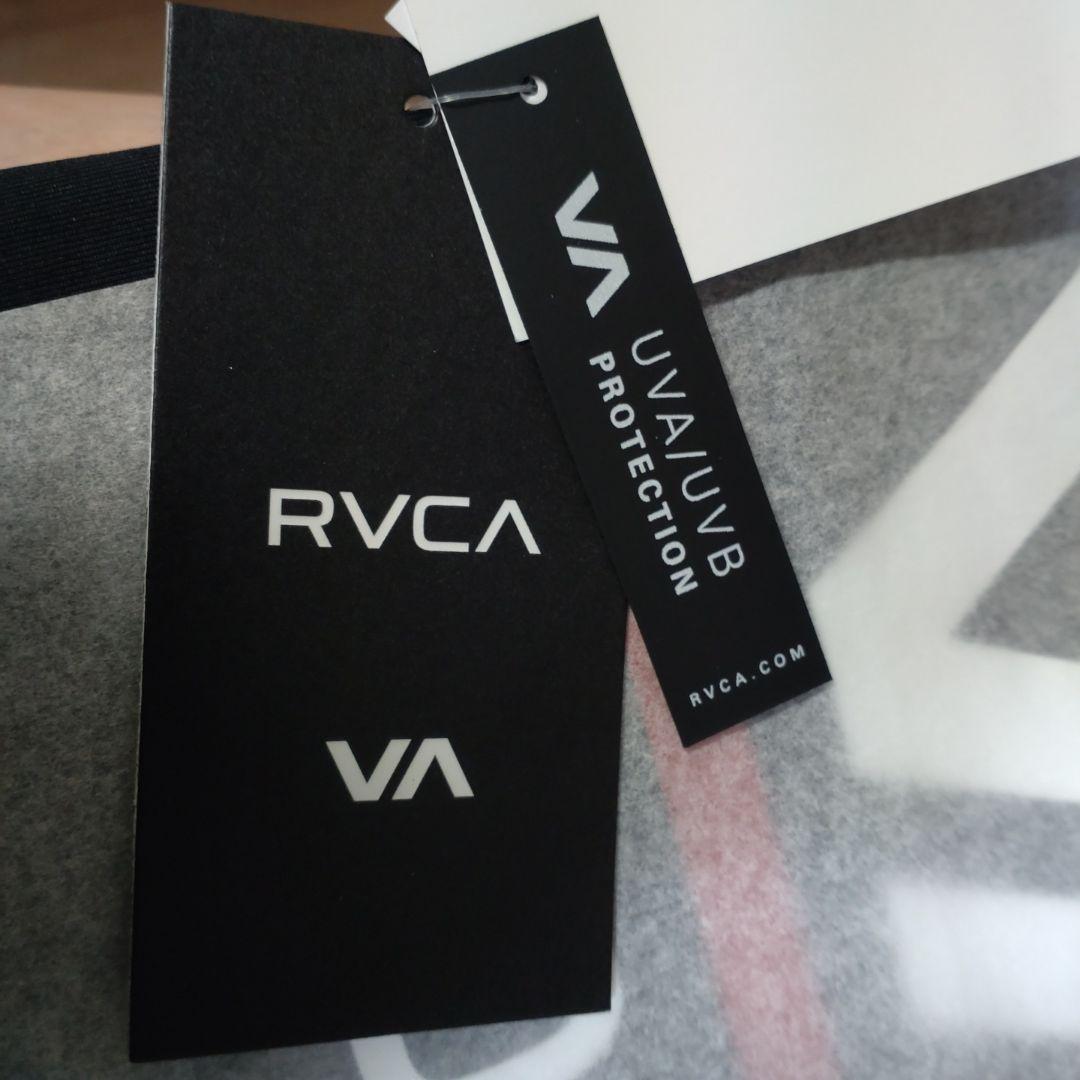 RVCA
VA
VA
UVA/UVB
PROTECTION
RVCA.COM